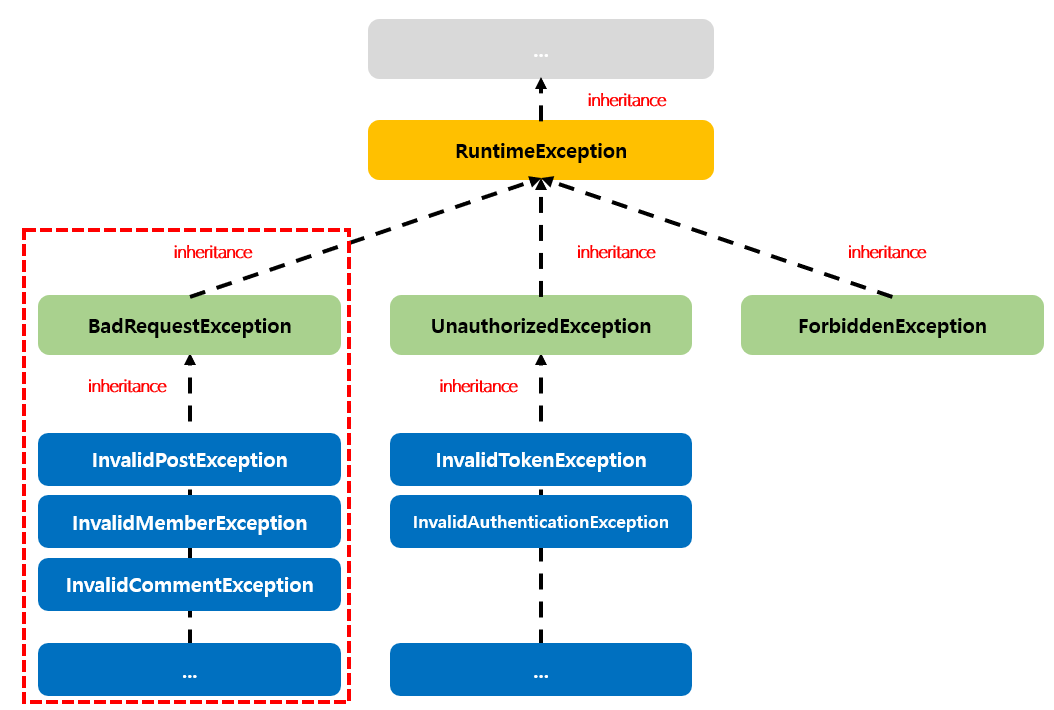 ...
inheritance
RuntimeException
inheritance
inheritance
inheritance
BadRequestException
UnauthorizedException
ForbiddenException
inheritance
inheritance
InvalidPostException
InvalidTokenException
InvalidMemberException
InvalidAuthenticationException
InvalidCommentException
...
...